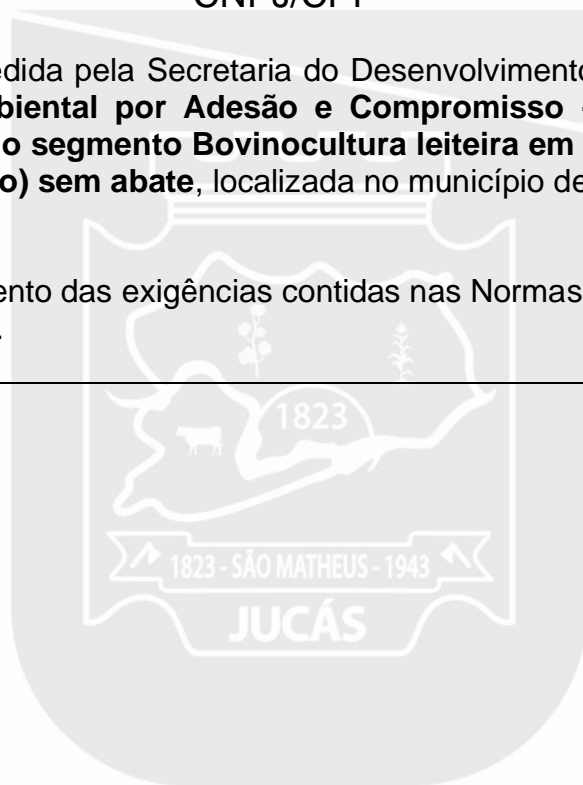 CNPJ/CPF
edida pela Secretaria do Desenvolvimento
biental por Adesão e Compromisso
o segmento Bovinocultura leiteira em
o) sem abate, localizada no município de
ento das exigências contidas nas Normas
.
1823
1823 - SÃO MATHEUS - 1943
JUCÁS